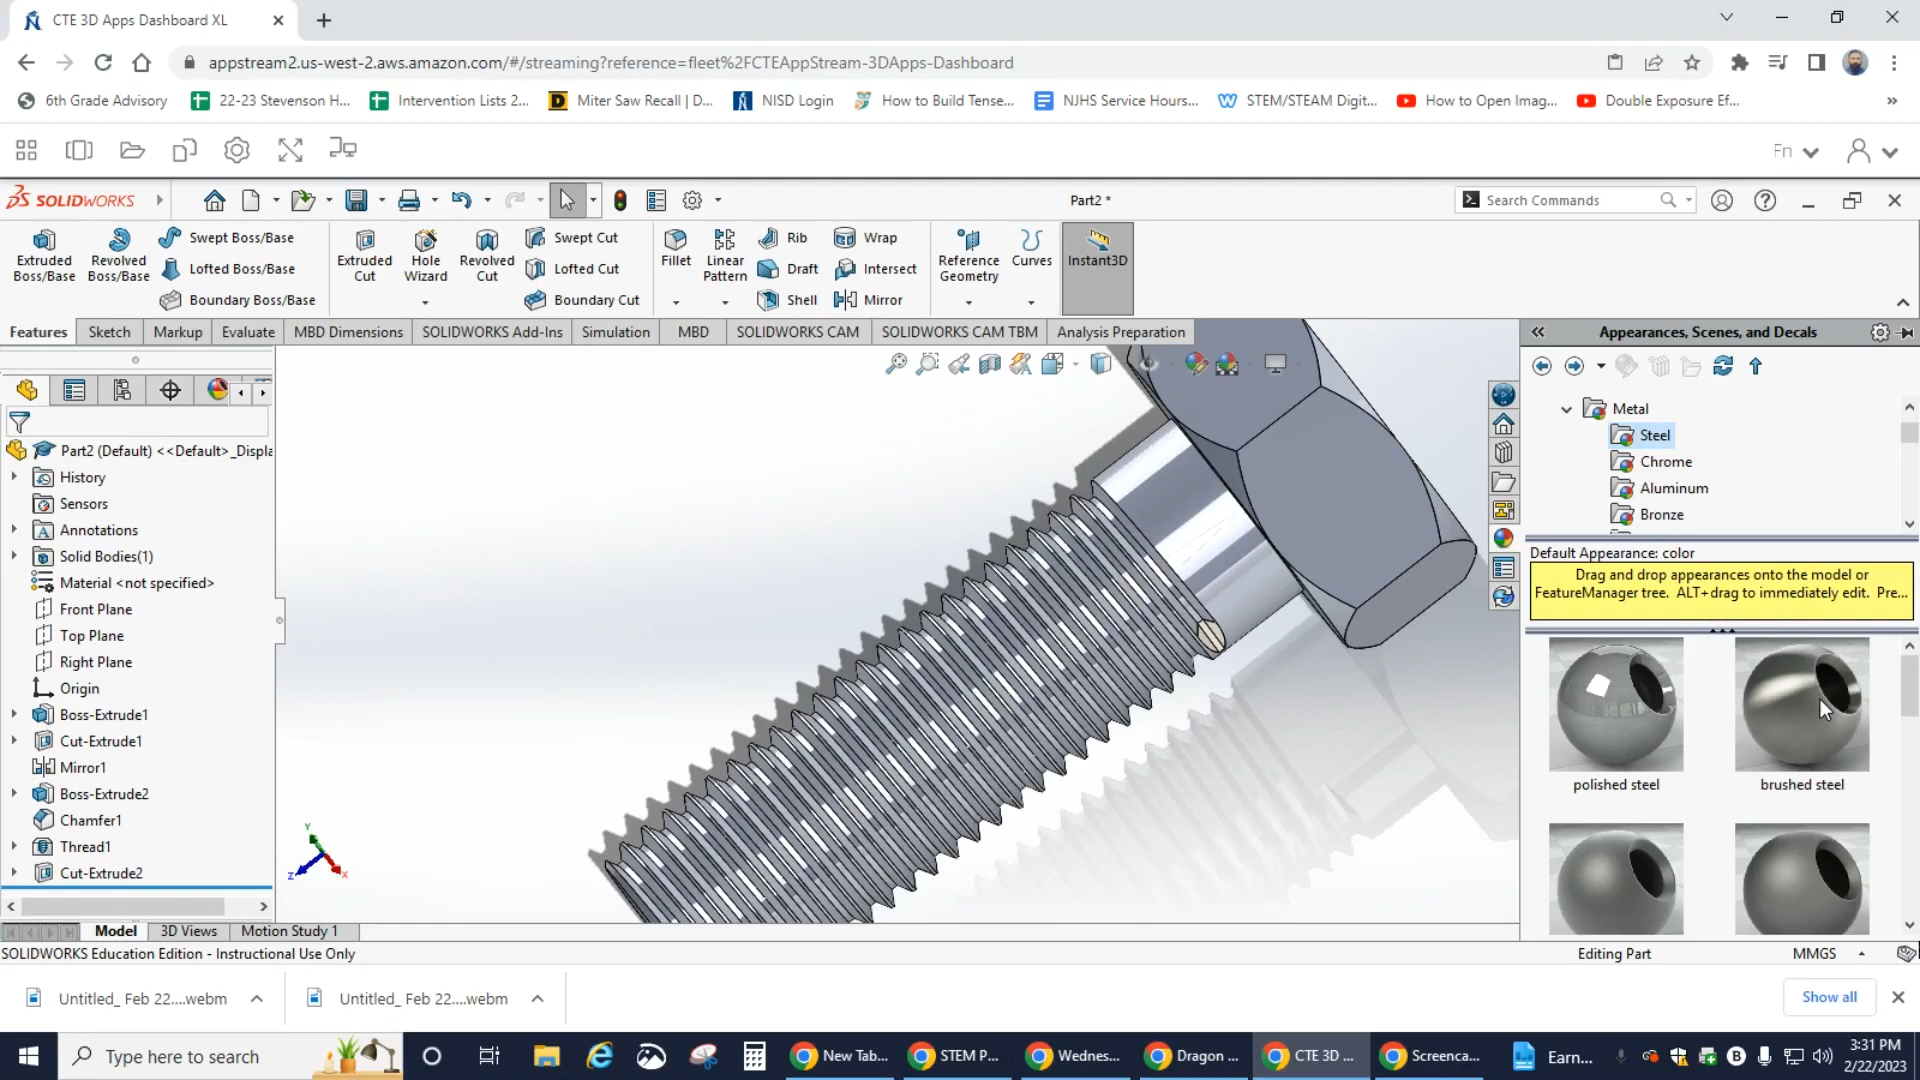 CTE 3D Apps Dashboard XL
appstream2.us-west-2.aws.amazon.com/#/streaming?reference=fleet%2FCTEAppStream-3DApps-Dashboard
6th Grade Advisory
22-23 Stevenson H...
Intervention Lists 2...
Miter Saw Recall | D...
NISD Login
How to Build Tense...
NJHS Service Hours...
STEM/STEAM Digit...
How to Open Imag...
Double Exposure Ef...
Fn
SOLIDWORKS
Part2 *
Search Commands
Extruded Boss/Base
Revolved Boss/Base
Swept Boss/Base
Lofted Boss/Base
Boundary Boss/Base
Extruded Cut
Hole Wizard
Revolved Cut
Swept Cut
Lofted Cut
Boundary Cut
Fillet
Linear Pattern
Rib
Draft
Shell
Wrap
Intersect
Mirror
Reference Geometry
Curves
Instant3D
Features
Sketch
Markup
Evaluate
MBD Dimensions
SOLIDWORKS Add-Ins
Simulation
MBD
SOLIDWORKS CAM
SOLIDWORKS CAM TBM
Analysis Preparation
Part2 (Default) <<Default>_Displa
History
Sensors
Annotations
Solid Bodies(1)
Material <not specified>
Front Plane
Top Plane
Right Plane
Origin
Boss-Extrude1
Cut-Extrude1
Mirror1
Boss-Extrude2
Chamfer1
Thread1
Cut-Extrude2
Y
Z
X
Appearances, Scenes, and Decals
Metal
Steel
Chrome
Aluminum
Bronze
Default Appearance: color
Drag and drop appearances onto the model or
FeatureManager tree. ALT+drag to immediately edit. Pre...
polished steel
brushed steel
Model
3D Views
Motion Study 1
SOLIDWORKS Education Edition - Instructional Use Only
Editing Part
MMGS
Untitled_ Feb 22....webm
Untitled_ Feb 22....webm
Show all
Type here to search
New Tab...
STEM P...
Wednes...
Dragon ...
CTE 3D ...
Screenca...
Earn...
3:31 PM
2/22/2023